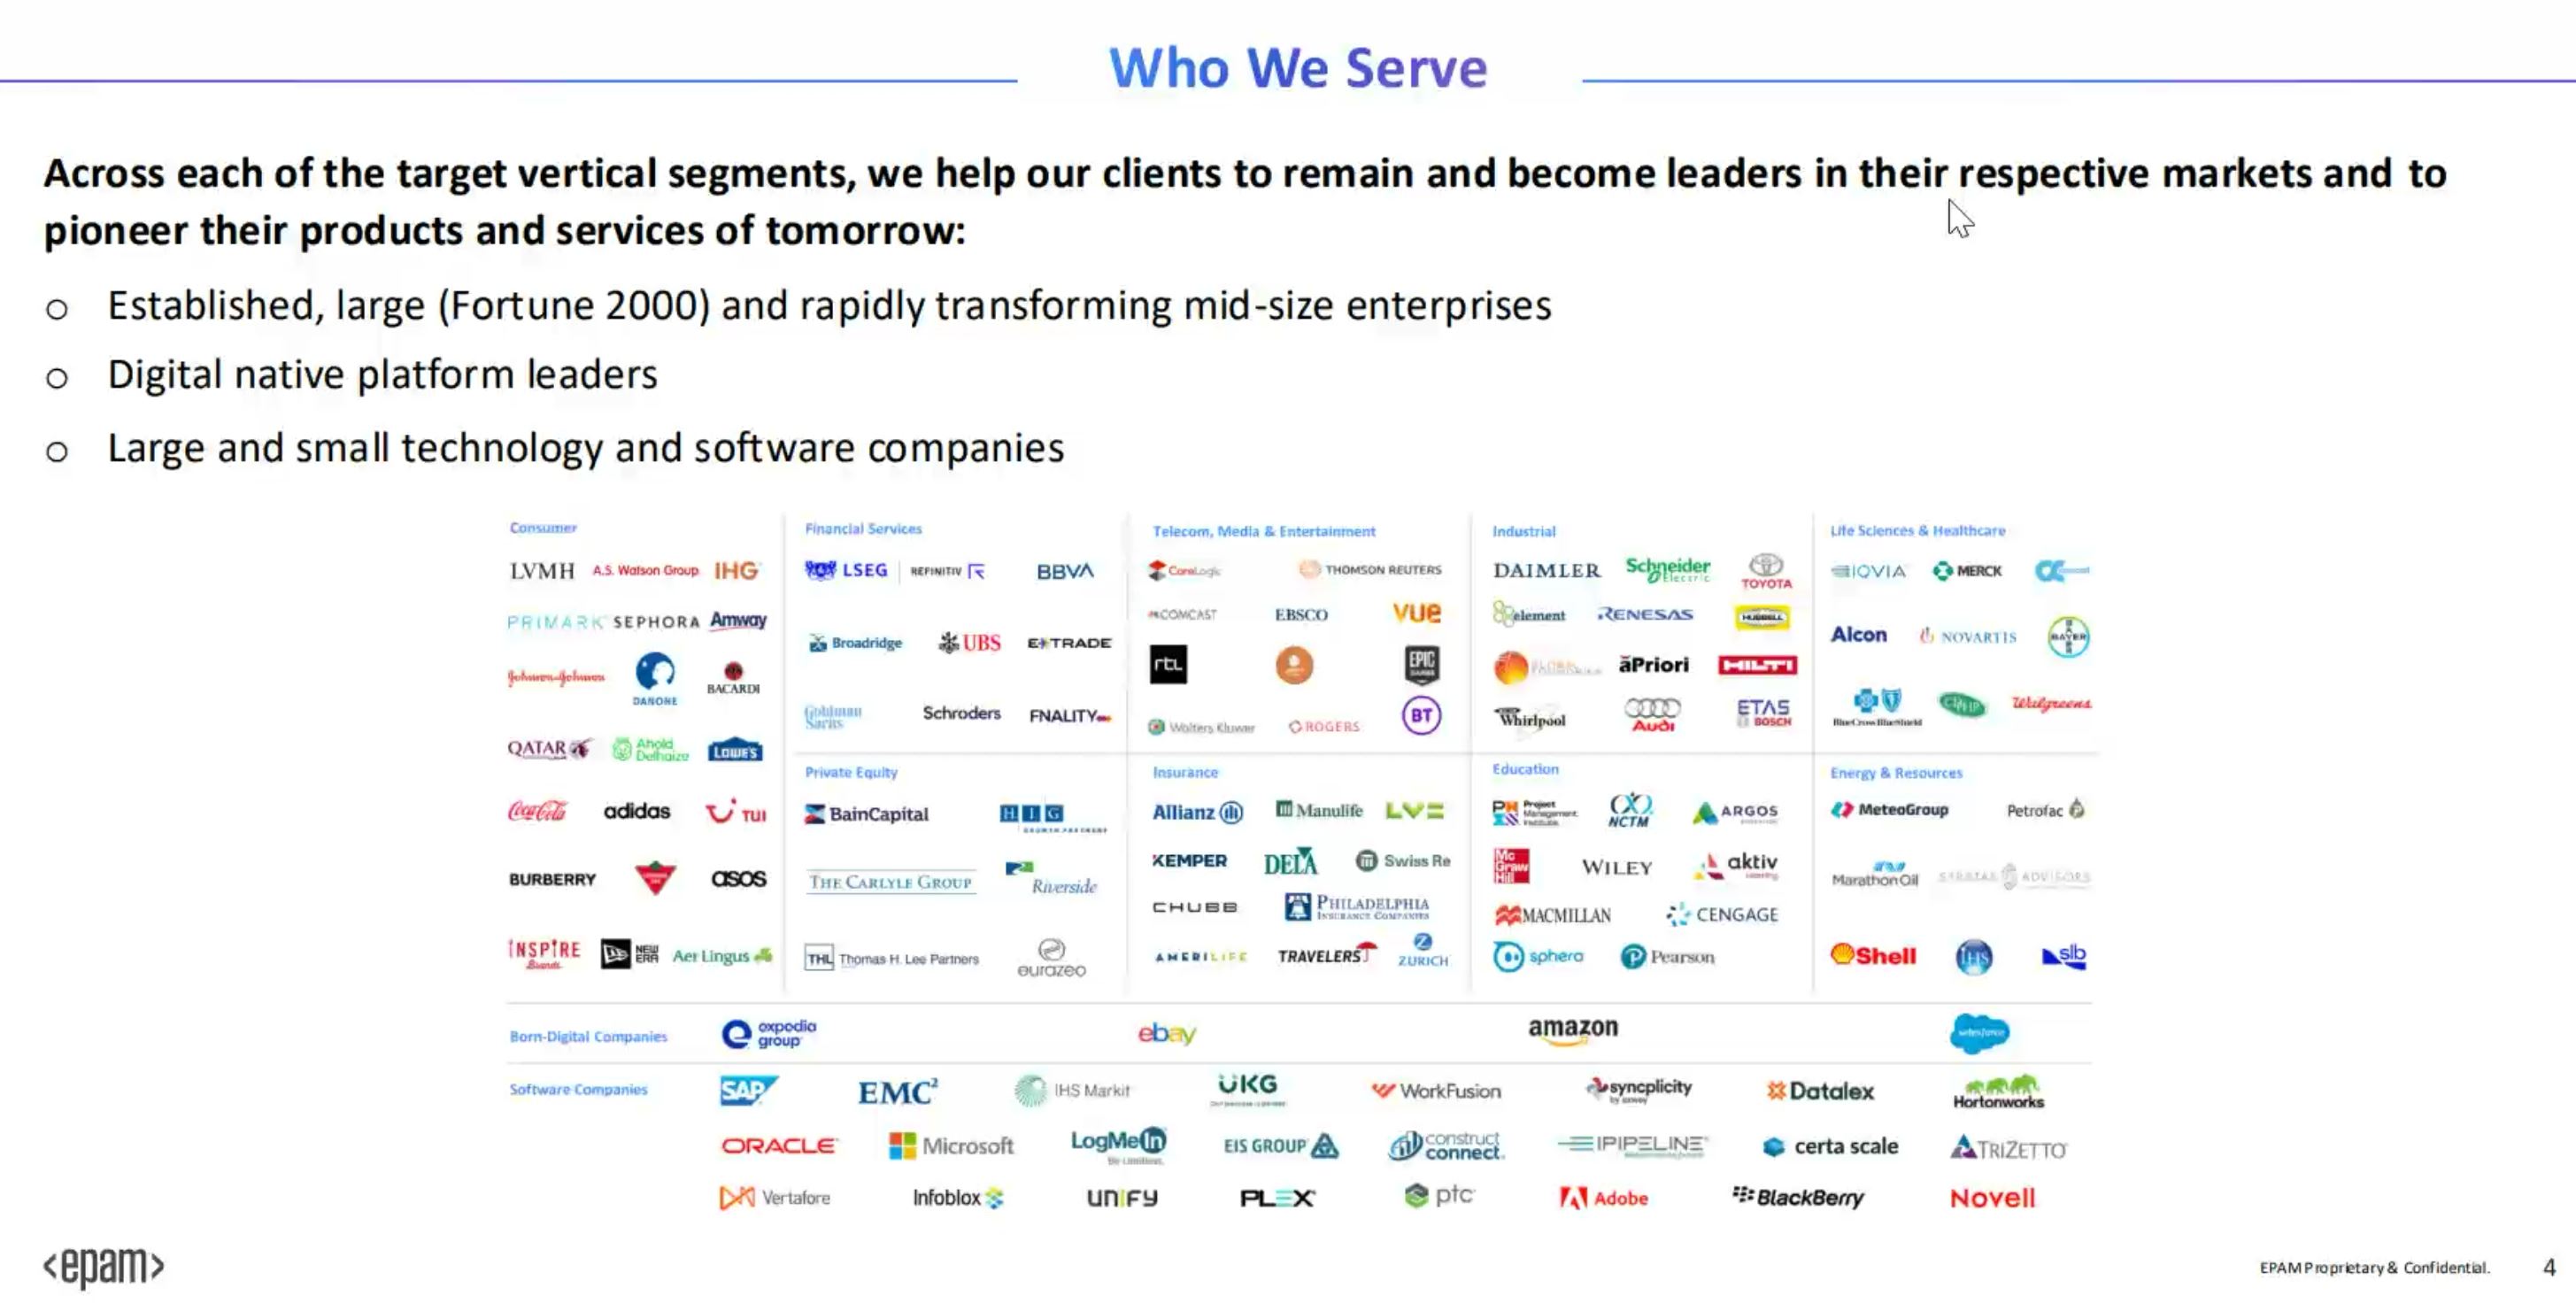 Who We Serve
Across each of the target vertical segments, we help our clients to remain and become leaders in their respective markets and to
pioneer their products and services of tomorrow:
o Established, large (Fortune 2000) and rapidly transforming mid-size enterprises
o Digital native platform leaders
o Large and small technology and software companies
Consumer
LVMH A.S. Watson Group IHG
PRIMARK SEPHORA Amway
Johnson & Johnson DANONE BACARDI
QATAR Ahold Delhaize LOWE'S
Coca-Cola adidas TUI
BURBERRY asos
INSPIRE Brands NEW ERA Aer Lingus
Financial Services
LSEG REFINITIV BBVA
Broadridge UBS E*TRADE
Goldman Sachs Schroders FNALITY
Private Equity
BainCapital HIG
THE CARLYLE GROUP Riverside
THL Thomas H. Lee Partners eurazeo
Telecom, Media & Entertainment
CoreLogic THOMSON REUTERS
COMCAST EBSCO vue
rtl EPIC GAMES
Wolters Kluwer ROGERS BT
Insurance
Allianz Manulife LV=
KEMPER DELA Swiss Re
CHUBB PHILADELPHIA INSURANCE COMPANIES
AMERILIFE TRAVELERS ZURICH
Industrial
DAIMLER Schneider Electric TOYOTA
element RENESAS HUBBELL
aPriori HILTI
Whirlpool Audi ETAS BOSCH
Education
Project Management Institute NCTM ARGOS
Mc Graw Hill WILEY aktiv Learning
MACMILLAN CENGAGE
sphero Pearson
Life Sciences & Healthcare
IQVIA MERCK
Alcon NOVARTIS BAYER
BlueCross BlueShield Walgreens
Energy & Resources
MeteoGroup Petrofac
Marathon Oil STRATAS ADVISORS
Shell IHS slb
Born-Digital Companies expedia group ebay amazon salesforce
Software Companies SAP EMC² IHS Markit UKG WorkFusion syncplicity by axway Datalex Hortonworks
ORACLE Microsoft LogMeIn EIS GROUP construct connect. IPIPELINE certa scale TRIZETTO
Vertafore Infoblox UNIFY PLEX ptc Adobe BlackBerry Novell
<epam>
EPAM Proprietary & Confidential. 4